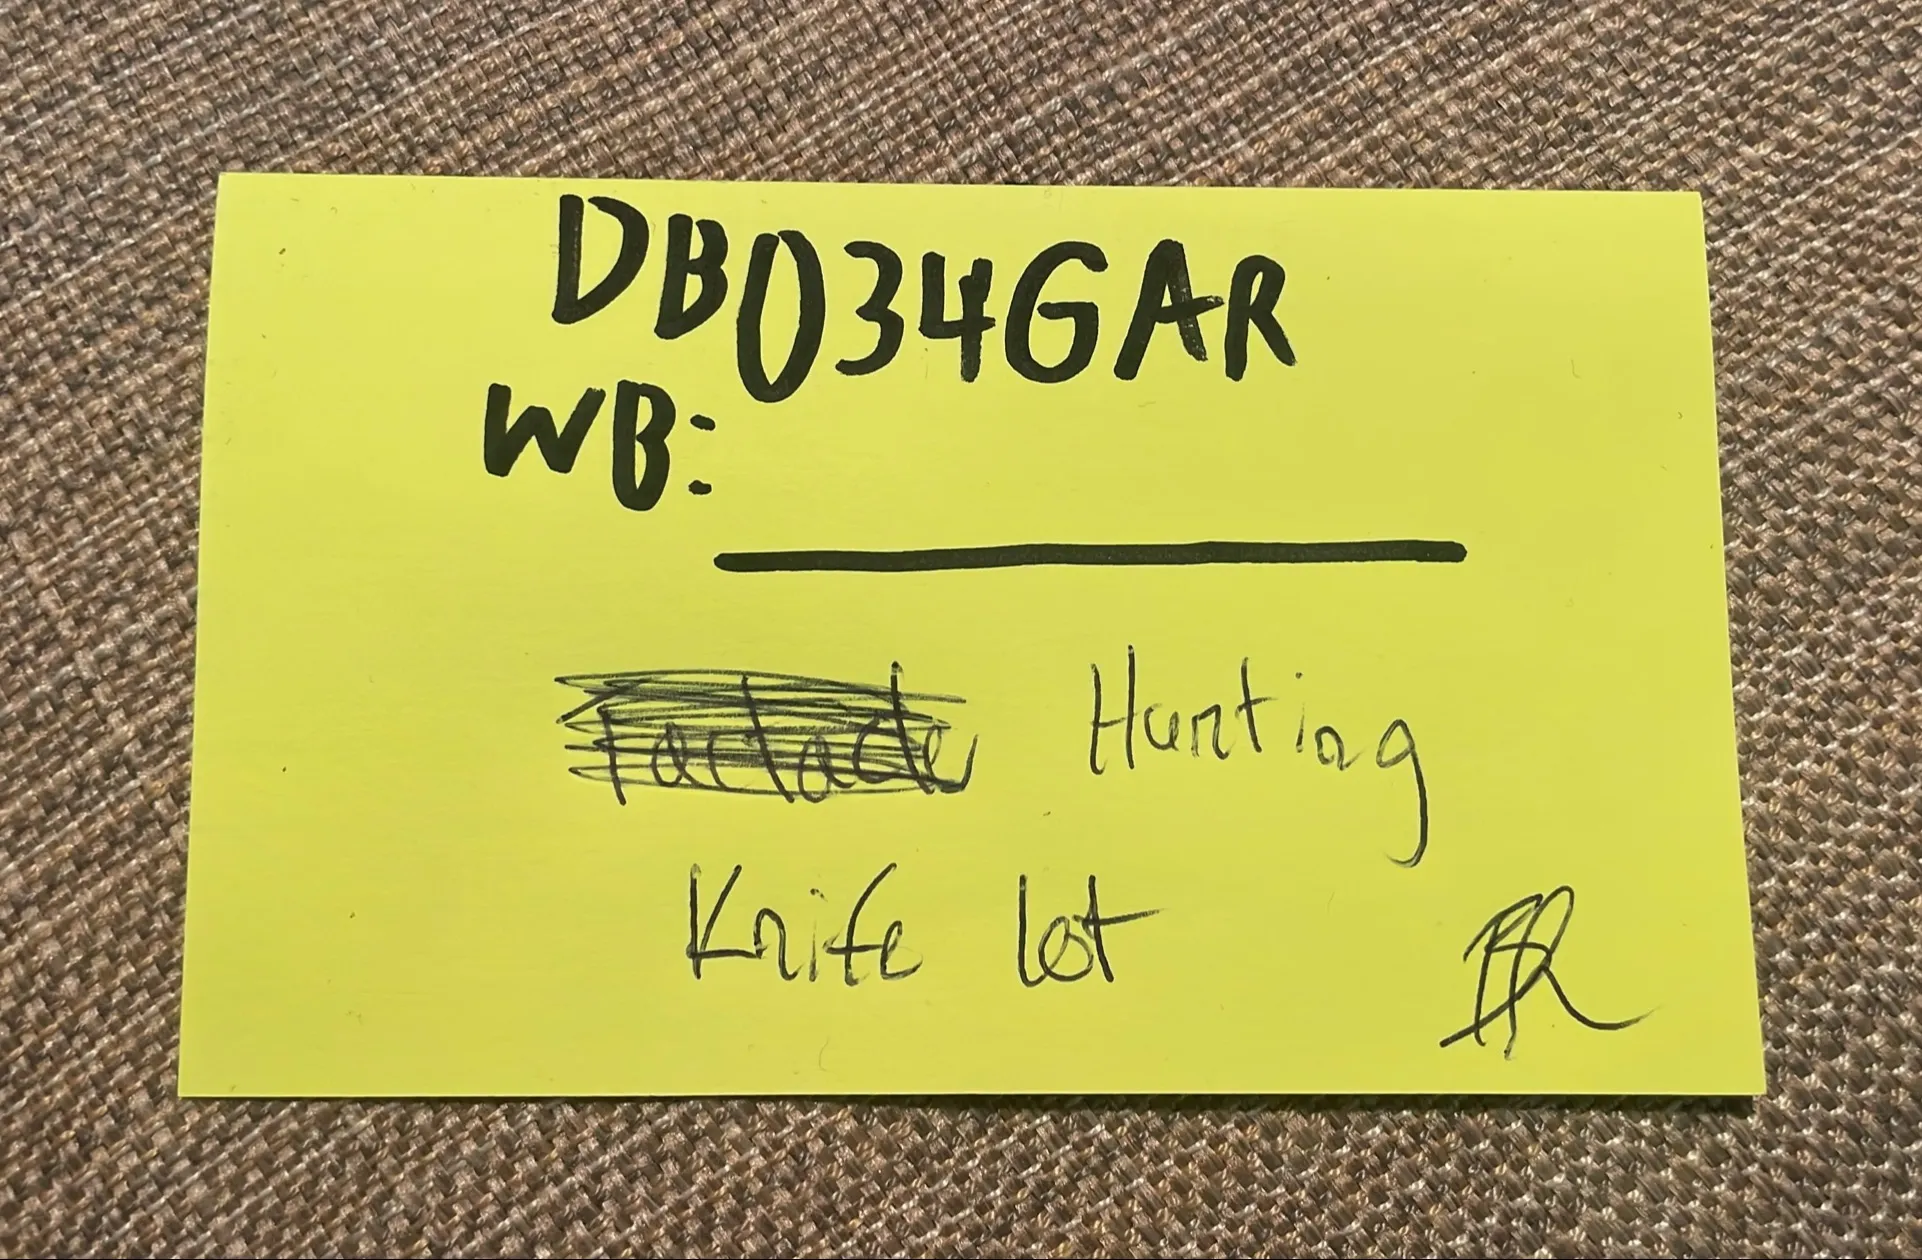 DB034GAR
WB:
Hunting
Knife lot